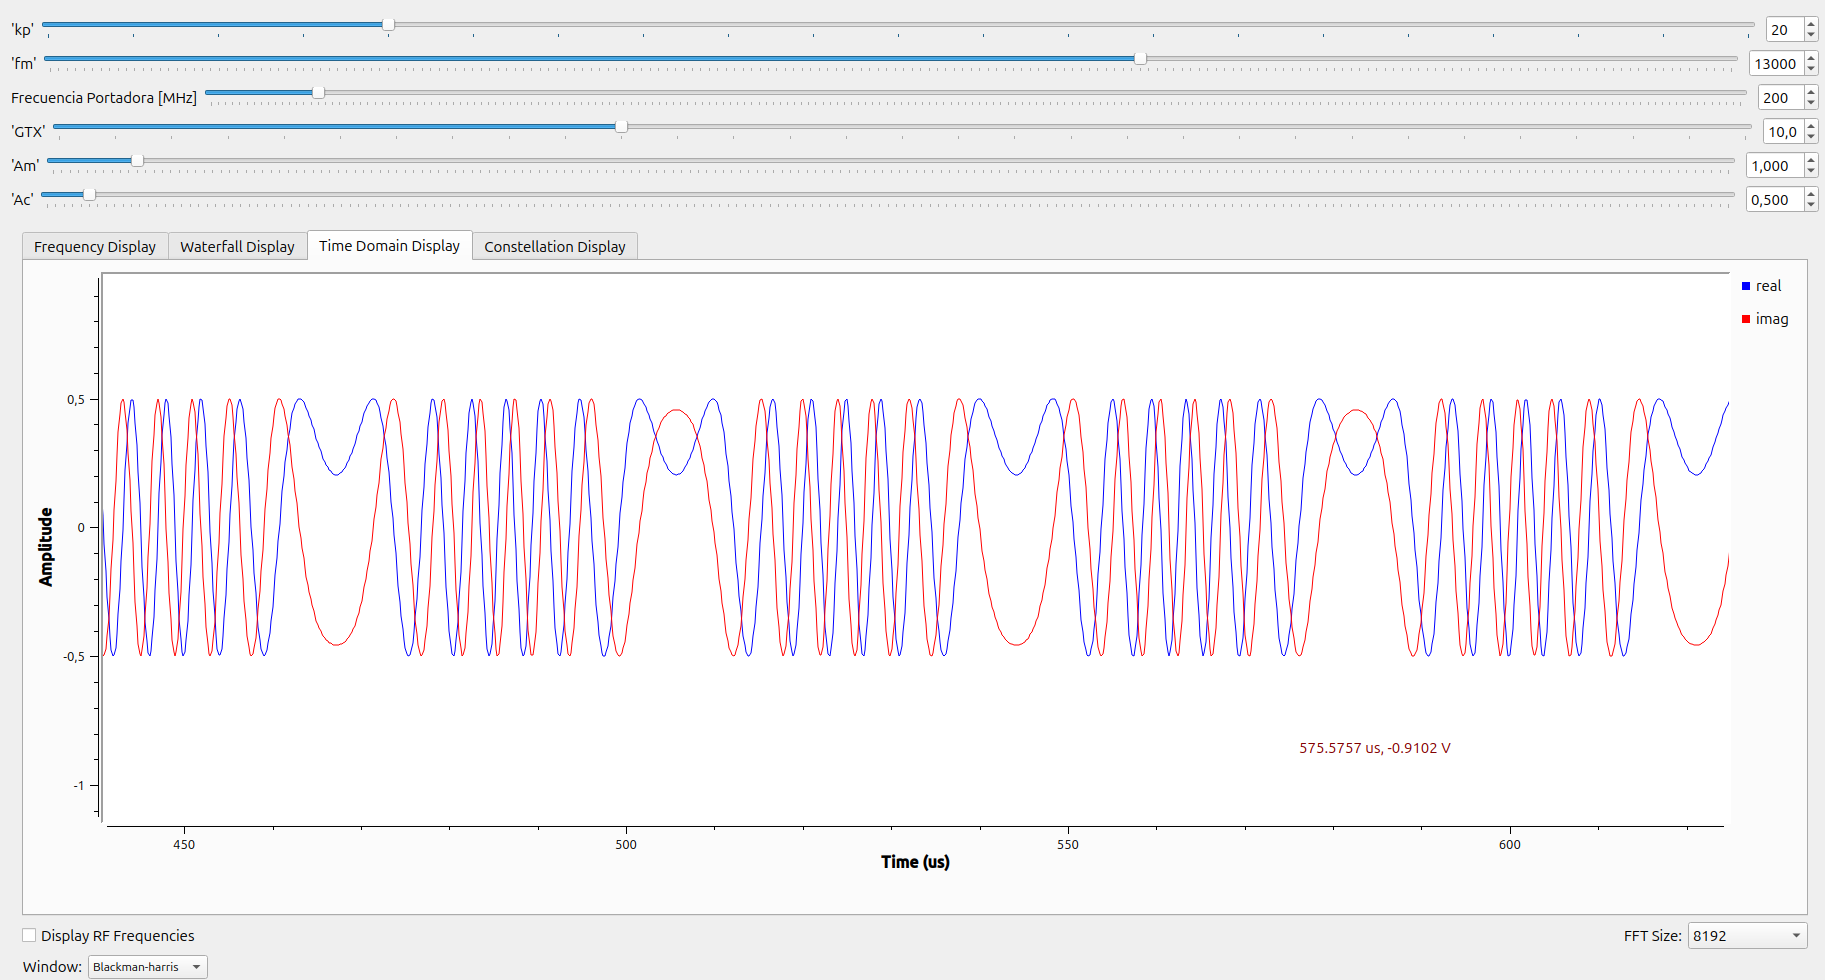 'kp' 20
'fm' 13000
Frecuencia Portadora [MHz] 200
'GTX' 10,0
'Am' 1,000
'Ac' 0,500
Frequency Display Waterfall Display Time Domain Display Constellation Display
real
imag
0,5
0
-0,5
-1
Amplitude
575.5757 us, -0.9102 V
450 500 550 600
Time (us)
Display RF Frequencies
FFT Size: 8192
Window: Blackman-harris